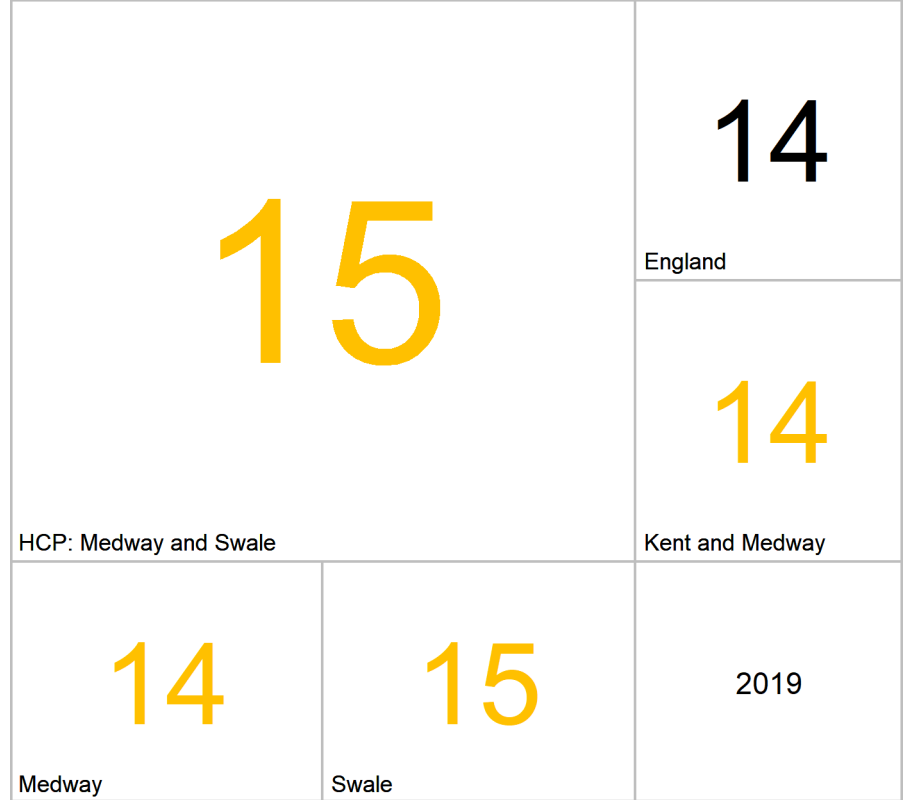 15
HCP: Medway and Swale
14
England
14
Kent and Medway
14
Medway
15
Swale
2019